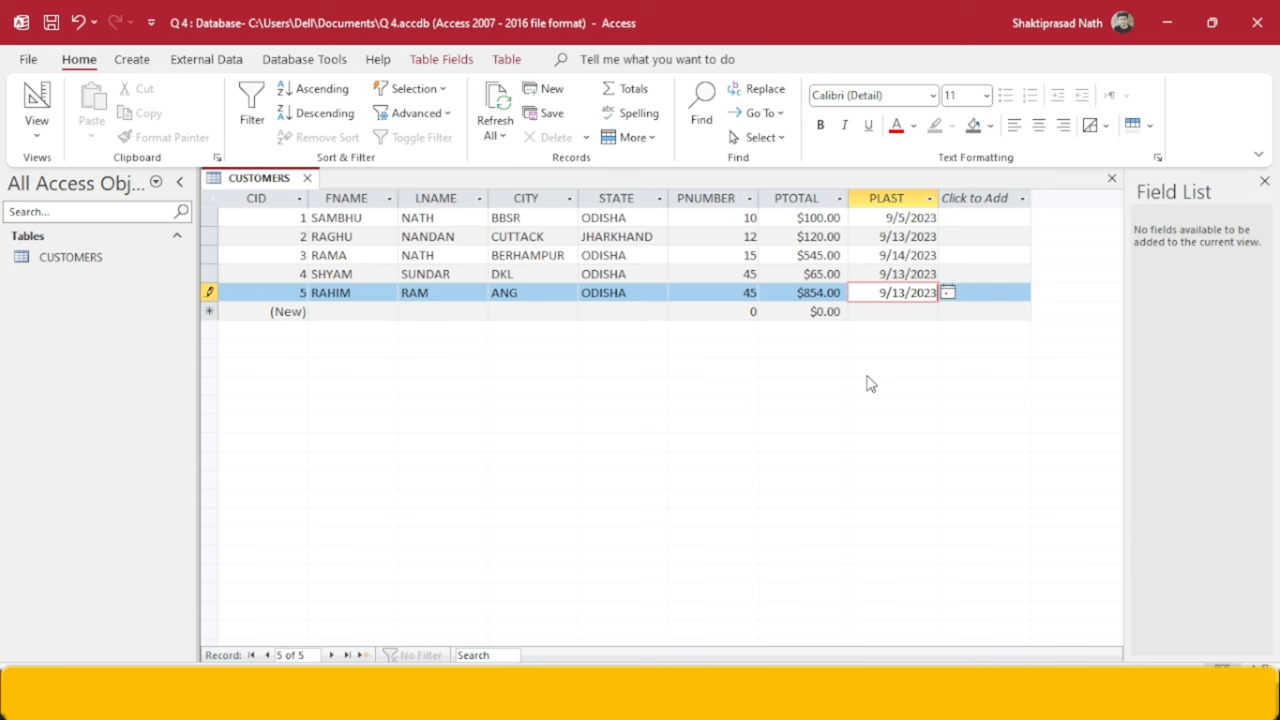 Q 4 : Database- C:\Users\Dell\Documents\Q 4.accdb (Access 2007 - 2016 file format) - Access
Shaktiprasad Nath
File Home Create External Data Database Tools Help Table Fields Table Tell me what you want to do
View
Views
Paste
Cut
Copy
Format Painter
Clipboard
Filter
Ascending
Descending
Remove Sort
Selection
Advanced
Toggle Filter
Sort & Filter
Refresh
All
New
Save
Delete
Totals
Spelling
More
Records
Find
Replace
Go To
Select
Find
Calibri (Detail) 11
B I U A
Text Formatting
All Access Obj...
Search...
Tables
CUSTOMERS
CUSTOMERS
CID FNAME LNAME CITY STATE PNUMBER PTOTAL PLAST Click to Add
1 SAMBHU NATH BBSR ODISHA 10 $100.00 9/5/2023
2 RAGHU NANDAN CUTTACK JHARKHAND 12 $120.00 9/13/2023
3 RAMA NATH BERHAMPUR ODISHA 15 $545.00 9/14/2023
4 SHYAM SUNDAR DKL ODISHA 45 $65.00 9/13/2023
5 RAHIM RAM ANG ODISHA 45 $854.00 9/13/2023
(New) 0 $0.00
Record: 5 of 5 No Filter Search
Field List
No fields available to be
added to the current view.